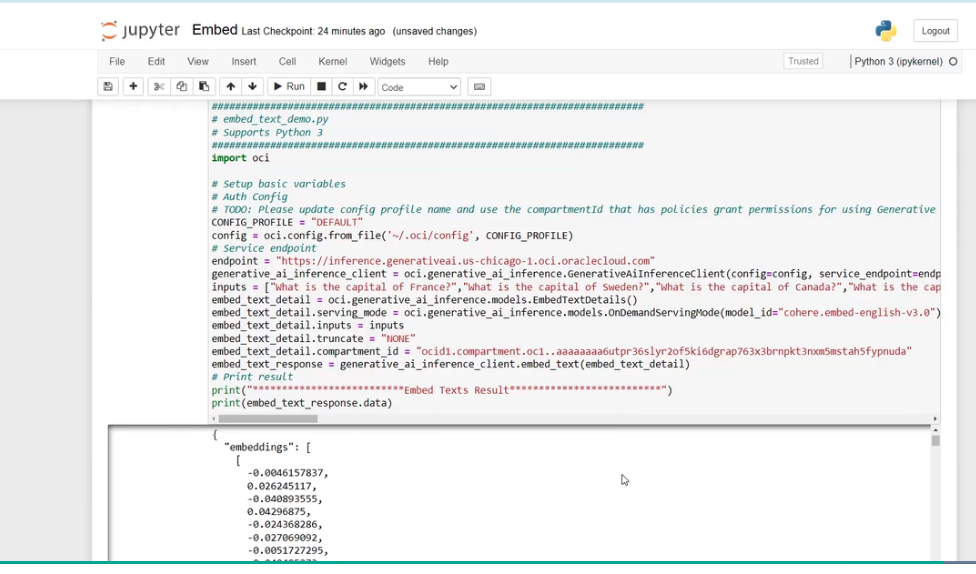 jupyter Embed Last Checkpoint: 24 minutes ago (unsaved changes) Logout
File Edit View Insert Cell Kernel Widgets Help Trusted Python 3 (ipykernel)
Run Code
################################################################################
# embed_text_demo.py
# Supports Python 3
################################################################################
import oci
# Setup basic variables
# Auth Config
# TODO: Please update config profile name and use the compartmentId that has policies grant permissions for using Generative
CONFIG_PROFILE = "DEFAULT"
config = oci.config.from_file('~/.oci/config', CONFIG_PROFILE)
# Service endpoint
endpoint = "https://inference.generativeai.us-chicago-1.oci.oraclecloud.com"
generative_ai_inference_client = oci.generative_ai_inference.GenerativeAiInferenceClient(config=config, service_endpoint=endp
inputs = ["What is the capital of France?","What is the capital of Sweden?","What is the capital of Canada?","What is the cap
embed_text_detail = oci.generative_ai_inference.models.EmbedTextDetails()
embed_text_detail.serving_mode = oci.generative_ai_inference.models.OnDemandServingMode(model_id="cohere.embed-english-v3.0")
embed_text_detail.inputs = inputs
embed_text_detail.truncate = "NONE"
embed_text_detail.compartment_id = "ocid1.compartment.oc1..aaaaaaaa6utpr36slyr2of5ki6dgrap763x3brnpkt3nxm5mstah5fypnuda"
embed_text_response = generative_ai_inference_client.embed_text(embed_text_detail)
# Print result
print("**************************Embed Texts Result**************************")
print(embed_text_response.data)
{
"embeddings": [
[
-0.0046157837,
0.026245117,
-0.040893555,
0.04296875,
-0.024368286,
-0.027069092,
-0.0051727295,